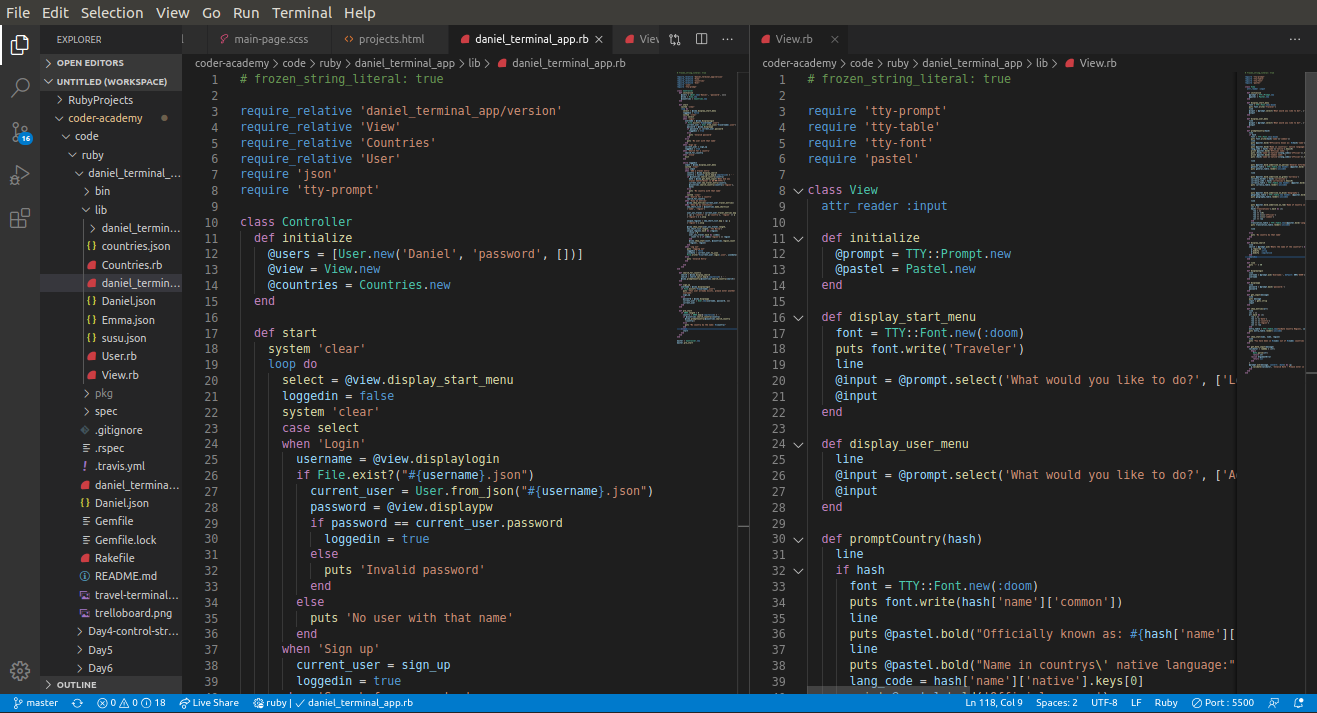 File Edit Selection View Go Run Terminal Help
EXPLORER
OPEN EDITORS
UNTITLED (WORKSPACE)
RubyProjects
coder-academy
code
ruby
daniel_terminal_...
bin
lib
daniel_termin...
countries.json
Countries.rb
daniel_termin...
Daniel.json
Emma.json
susu.json
User.rb
View.rb
pkg
spec
.gitignore
.rspec
.travis.yml
daniel_termina...
Daniel.json
Gemfile
Gemfile.lock
Rakefile
README.md
travel-terminal...
trelloboard.png
Day4-control-str...
Day5
Day6
OUTLINE
16
main-page.scss projects.html daniel_terminal_app.rb View
coder-academy > code > ruby > daniel_terminal_app > lib > daniel_terminal_app.rb
1 # frozen_string_literal: true
2
3 require_relative 'daniel_terminal_app/version'
4 require_relative 'View'
5 require_relative 'Countries'
6 require_relative 'User'
7 require 'json'
8 require 'tty-prompt'
9
10 class Controller
11 def initialize
12 @users = [User.new('Daniel', 'password', [])]
13 @view = View.new
14 @countries = Countries.new
15 end
16
17 def start
18 system 'clear'
19 loop do
20 select = @view.display_start_menu
21 loggedin = false
22 system 'clear'
23 case select
24 when 'Login'
25 username = @view.displaylogin
26 if File.exist?("#{username}.json")
27 current_user = User.from_json("#{username}.json")
28 password = @view.displaypw
29 if password == current_user.password
30 loggedin = true
31 else
32 puts 'Invalid password'
33 end
34 else
35 puts 'No user with that name'
36 end
37 when 'Sign up'
38 current_user = sign_up
39 loggedin = true
View.rb
coder-academy > code > ruby > daniel_terminal_app > lib > View.rb
1 # frozen_string_literal: true
2
3 require 'tty-prompt'
4 require 'tty-table'
5 require 'tty-font'
6 require 'pastel'
7
8 class View
9 attr_reader :input
10
11 def initialize
12 @prompt = TTY::Prompt.new
13 @pastel = Pastel.new
14 end
15
16 def display_start_menu
17 font = TTY::Font.new(:doom)
18 puts font.write('Traveler')
19 line
20 @input = @prompt.select('What would you like to do?', ['L
21 @input
22 end
23
24 def display_user_menu
25 line
26 @input = @prompt.select('What would you like to do?', ['A
27 @input
28 end
29
30 def promptCountry(hash)
31 line
32 if hash
33 font = TTY::Font.new(:doom)
34 puts font.write(hash['name']['common'])
35 line
36 puts @pastel.bold("Officially known as: #{hash['name'][
37 line
38 puts @pastel.bold("Name in countrys\' native language:"
39 lang_code = hash['name']['native'].keys[0]
master 0 0 18 Live Share ruby | daniel_terminal_app.rb Ln 118, Col 9 Spaces: 2 UTF-8 LF Ruby Port : 5500